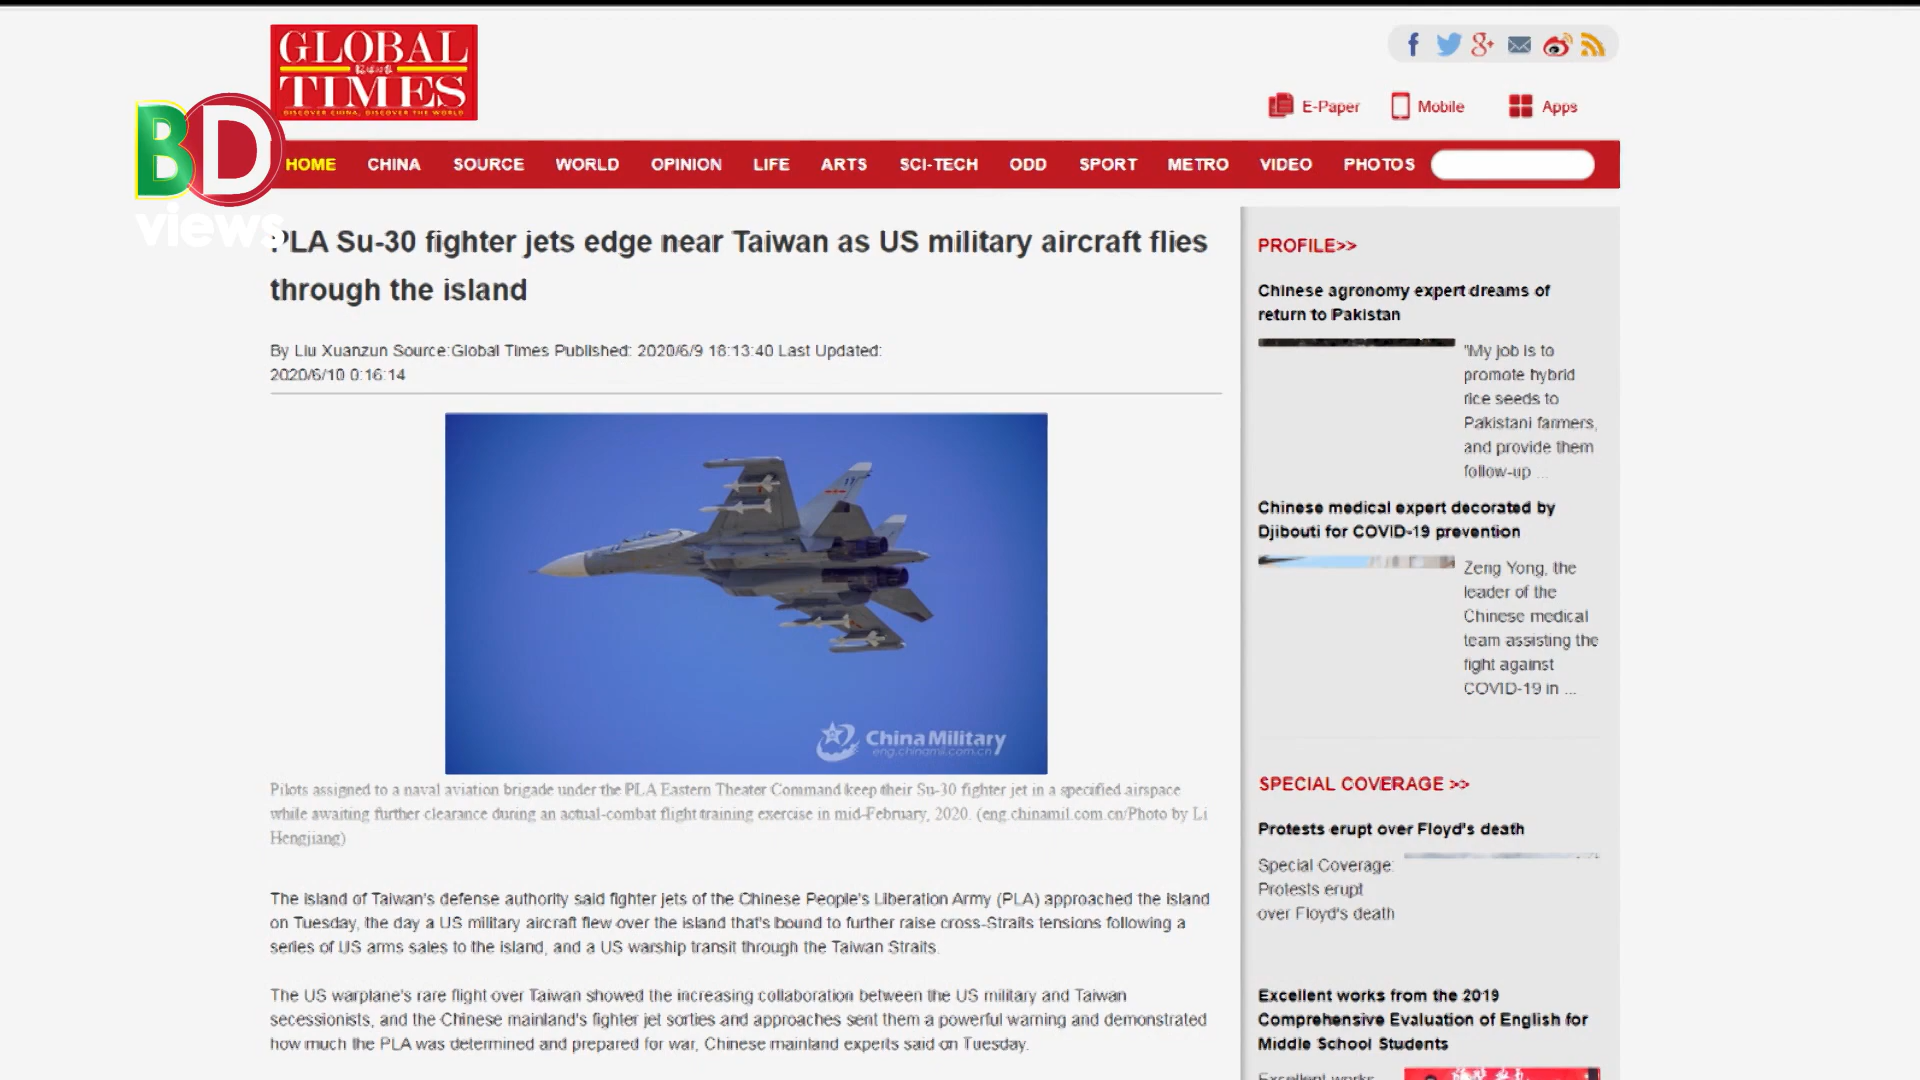 GLOBAL
TIMES
DISCOVER CHINA, DISCOVER THE WORLD
BD
views
E-Paper
Mobile
Apps
HOME CHINA SOURCE WORLD OPINION LIFE ARTS SCI-TECH ODD SPORT METRO VIDEO PHOTOS
PLA Su-30 fighter jets edge near Taiwan as US military aircraft flies
through the island
By Liu Xuanzun Source:Global Times Published: 2020/6/9 18:13:40 Last Updated:
2020/6/10 0:16:14
China Military
eng.chinamil.com.cn
Pilots assigned to a naval aviation brigade under the PLA Eastern Theater Command keep their Su-30 fighter jet in a specified airspace
while awaiting further clearance during an actual-combat flight training exercise in mid-February, 2020. (eng.chinamil.com.cn/Photo by Li
Hengjiang)
The island of Taiwan's defense authority said fighter jets of the Chinese People's Liberation Army (PLA) approached the island
on Tuesday, the day a US military aircraft flew over the island that's bound to further raise cross-Straits tensions following a
series of US arms sales to the island, and a US warship transit through the Taiwan Straits.
The US warplane's rare flight over Taiwan showed the increasing collaboration between the US military and Taiwan
secessionists, and the Chinese mainland's fighter jet sorties and approaches sent them a powerful warning and demonstrated
how much the PLA was determined and prepared for war, Chinese mainland experts said on Tuesday.
PROFILE>>
Chinese agronomy expert dreams of
return to Pakistan
"My job is to
promote hybrid
rice seeds to
Pakistani farmers,
and provide them
follow-up ...
Chinese medical expert decorated by
Djibouti for COVID-19 prevention
Zeng Yong, the
leader of the
Chinese medical
team assisting the
fight against
COVID-19 in ...
SPECIAL COVERAGE >>
Protests erupt over Floyd's death
Special Coverage:
Protests erupt
over Floyd's death
Excellent works from the 2019
Comprehensive Evaluation of English for
Middle School Students
Excellent works